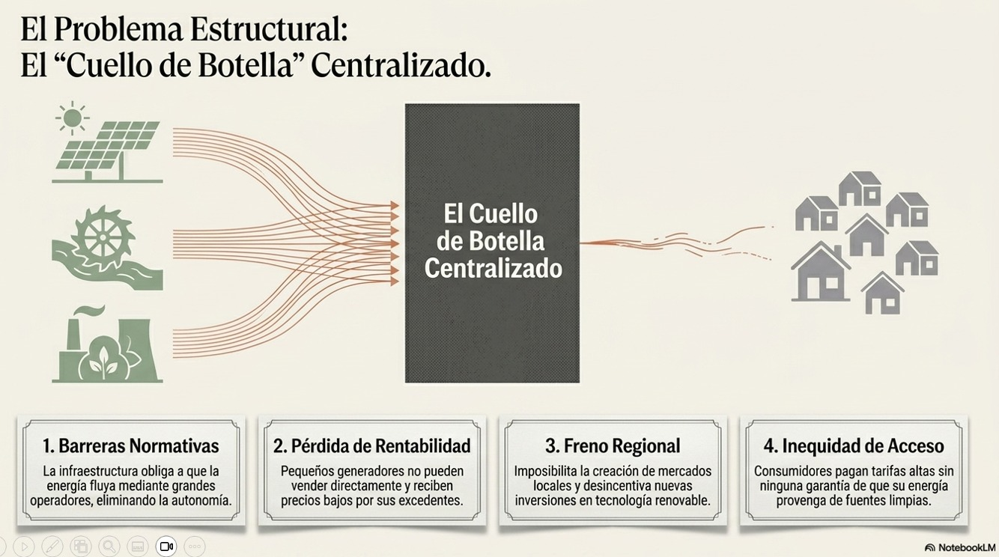 El Problema Estructural:
El “Cuello de Botella” Centralizado.
El Cuello
de Botella
Centralizado
1. Barreras Normativas
La infraestructura obliga a que la
energía fluya mediante grandes
operadores, eliminando la autonomía.
2. Pérdida de Rentabilidad
Pequeños generadores no pueden
vender directamente y reciben
precios bajos por sus excedentes.
3. Freno Regional
Imposibilita la creación de mercados
locales y desincentiva nuevas
inversiones en tecnología renovable.
4. Inequidad de Acceso
Consumidores pagan tarifas altas sin
ninguna garantía de que su energía
provenga de fuentes limpias.
NotebookLM